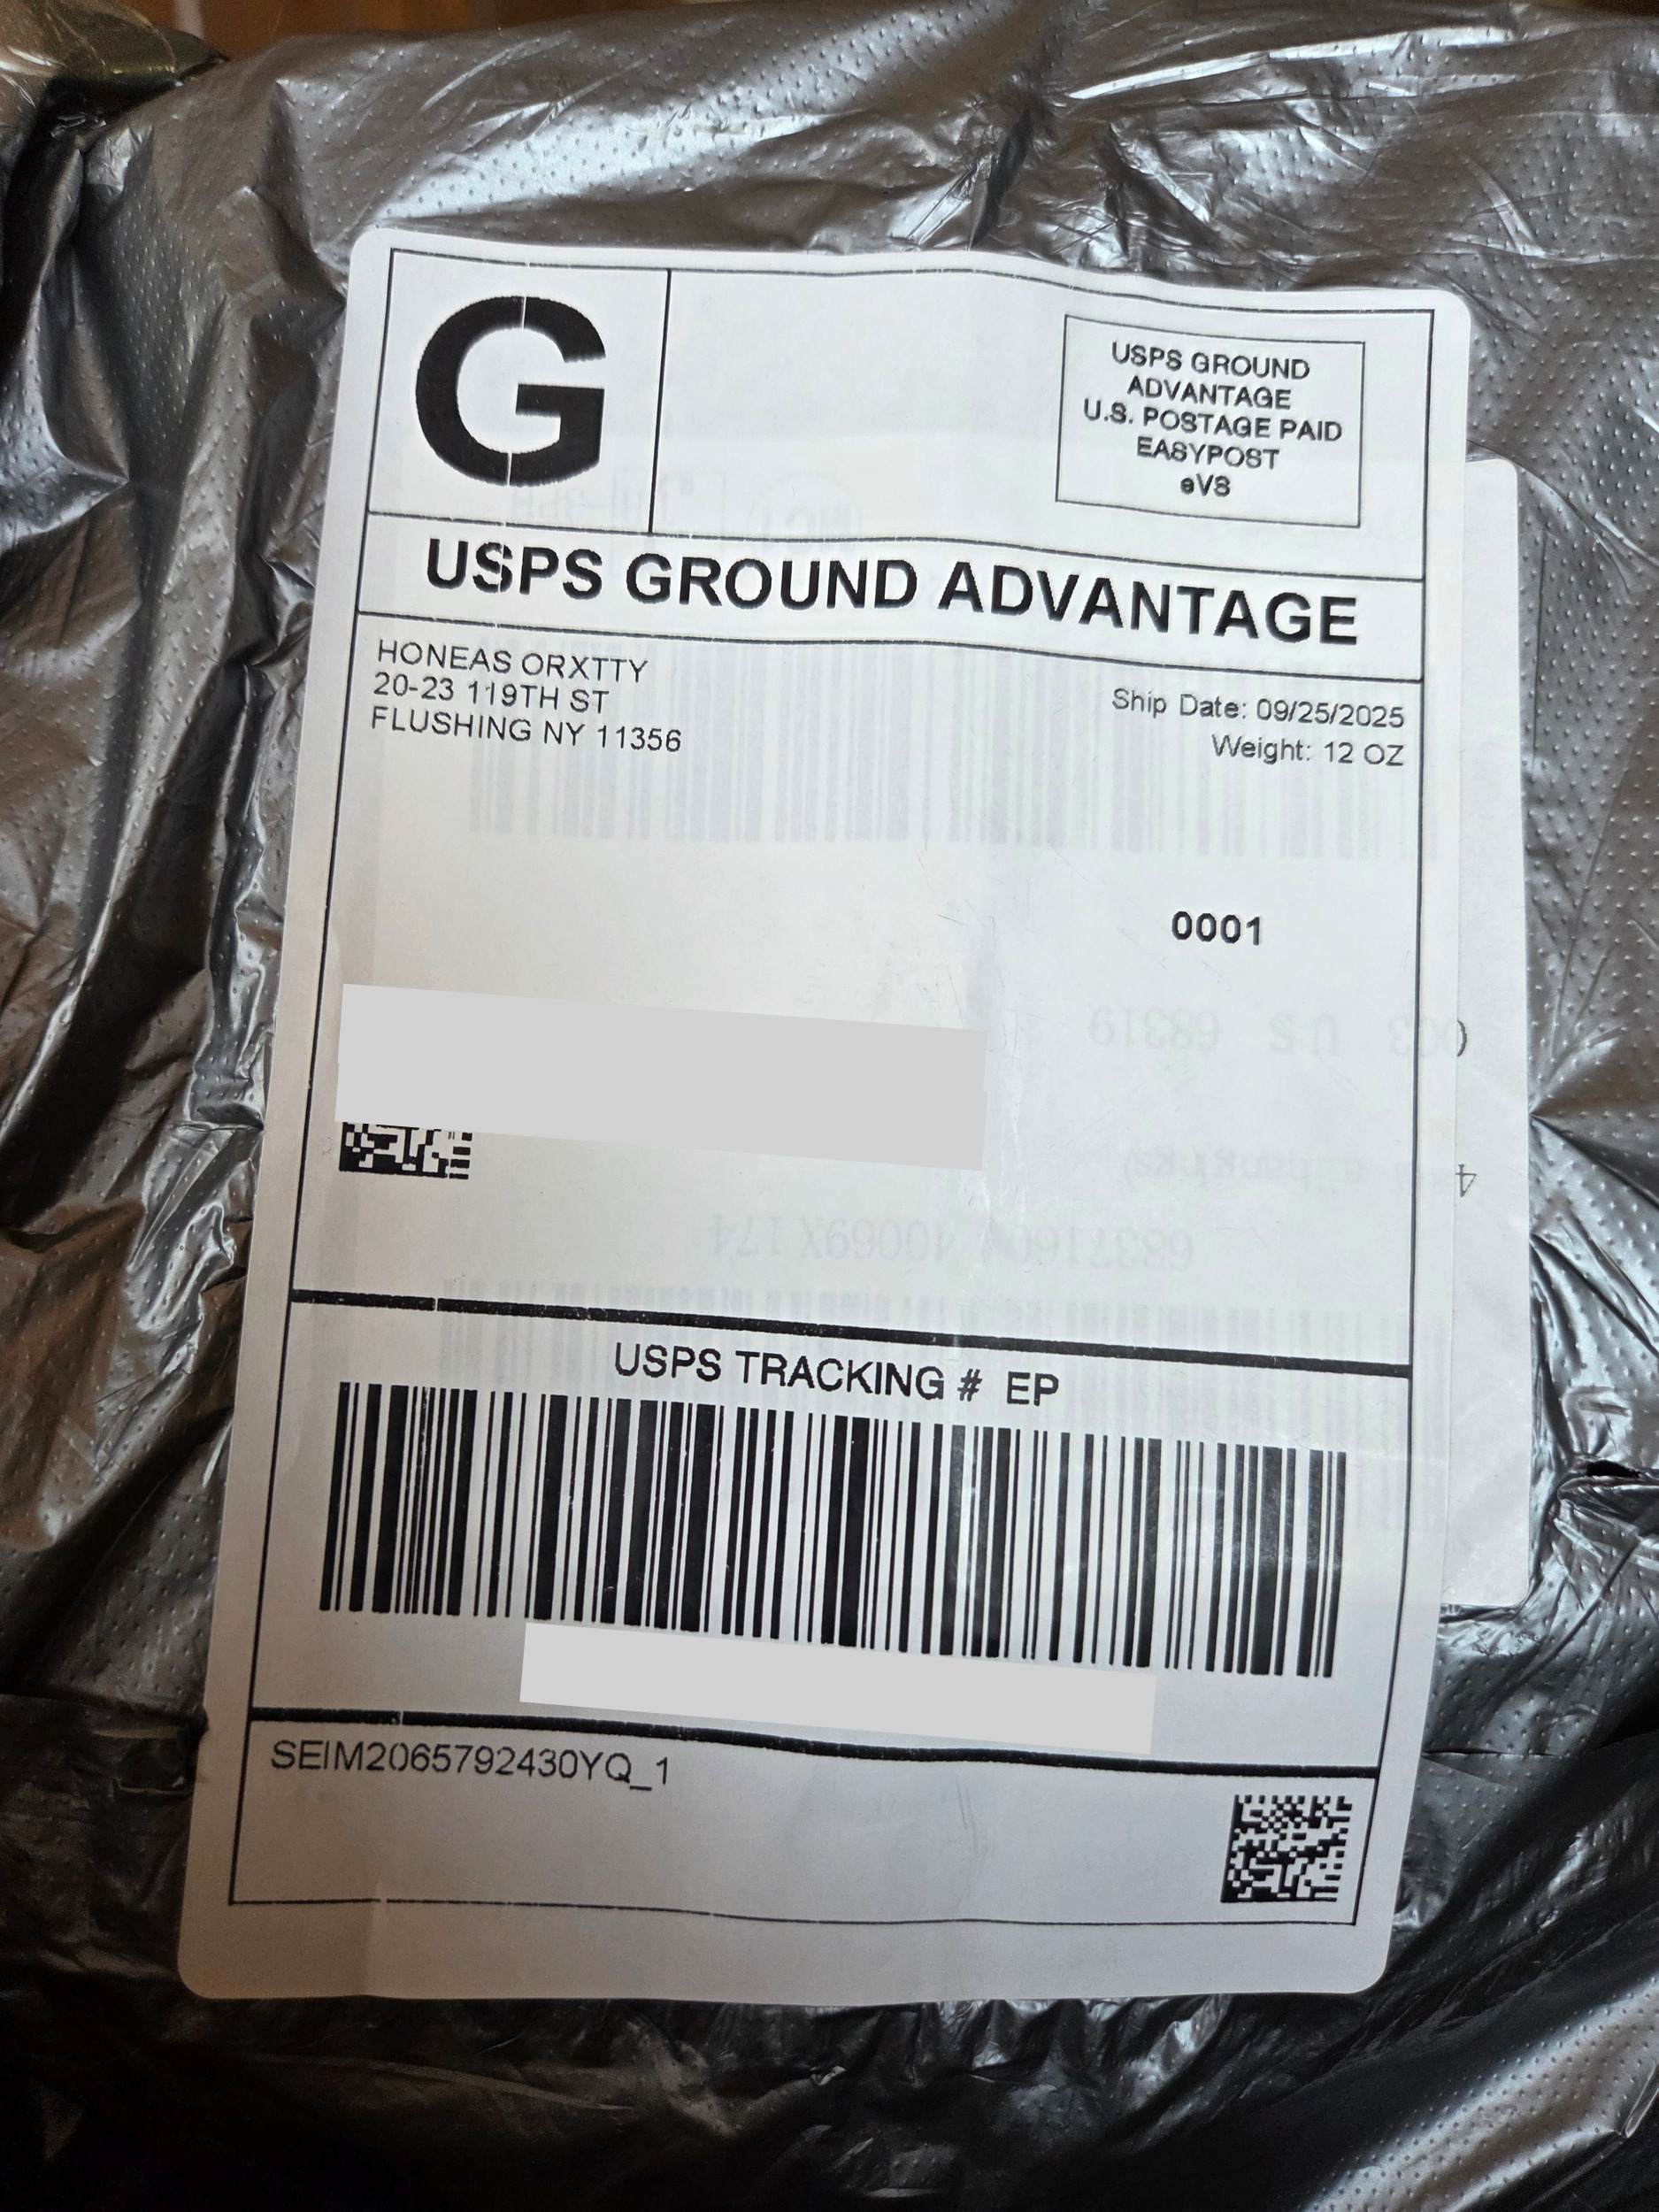 G
USPS GROUND
ADVANTAGE
U.S. POSTAGE PAID
EASYPOST
eVS
USPS GROUND ADVANTAGE
HONEAS ORXTTY
20-23 119TH ST
FLUSHING NY 11356
Ship Date: 09/25/2025
Weight: 12 OZ
0001
USPS TRACKING # EP
SEIM2065792430YQ_1